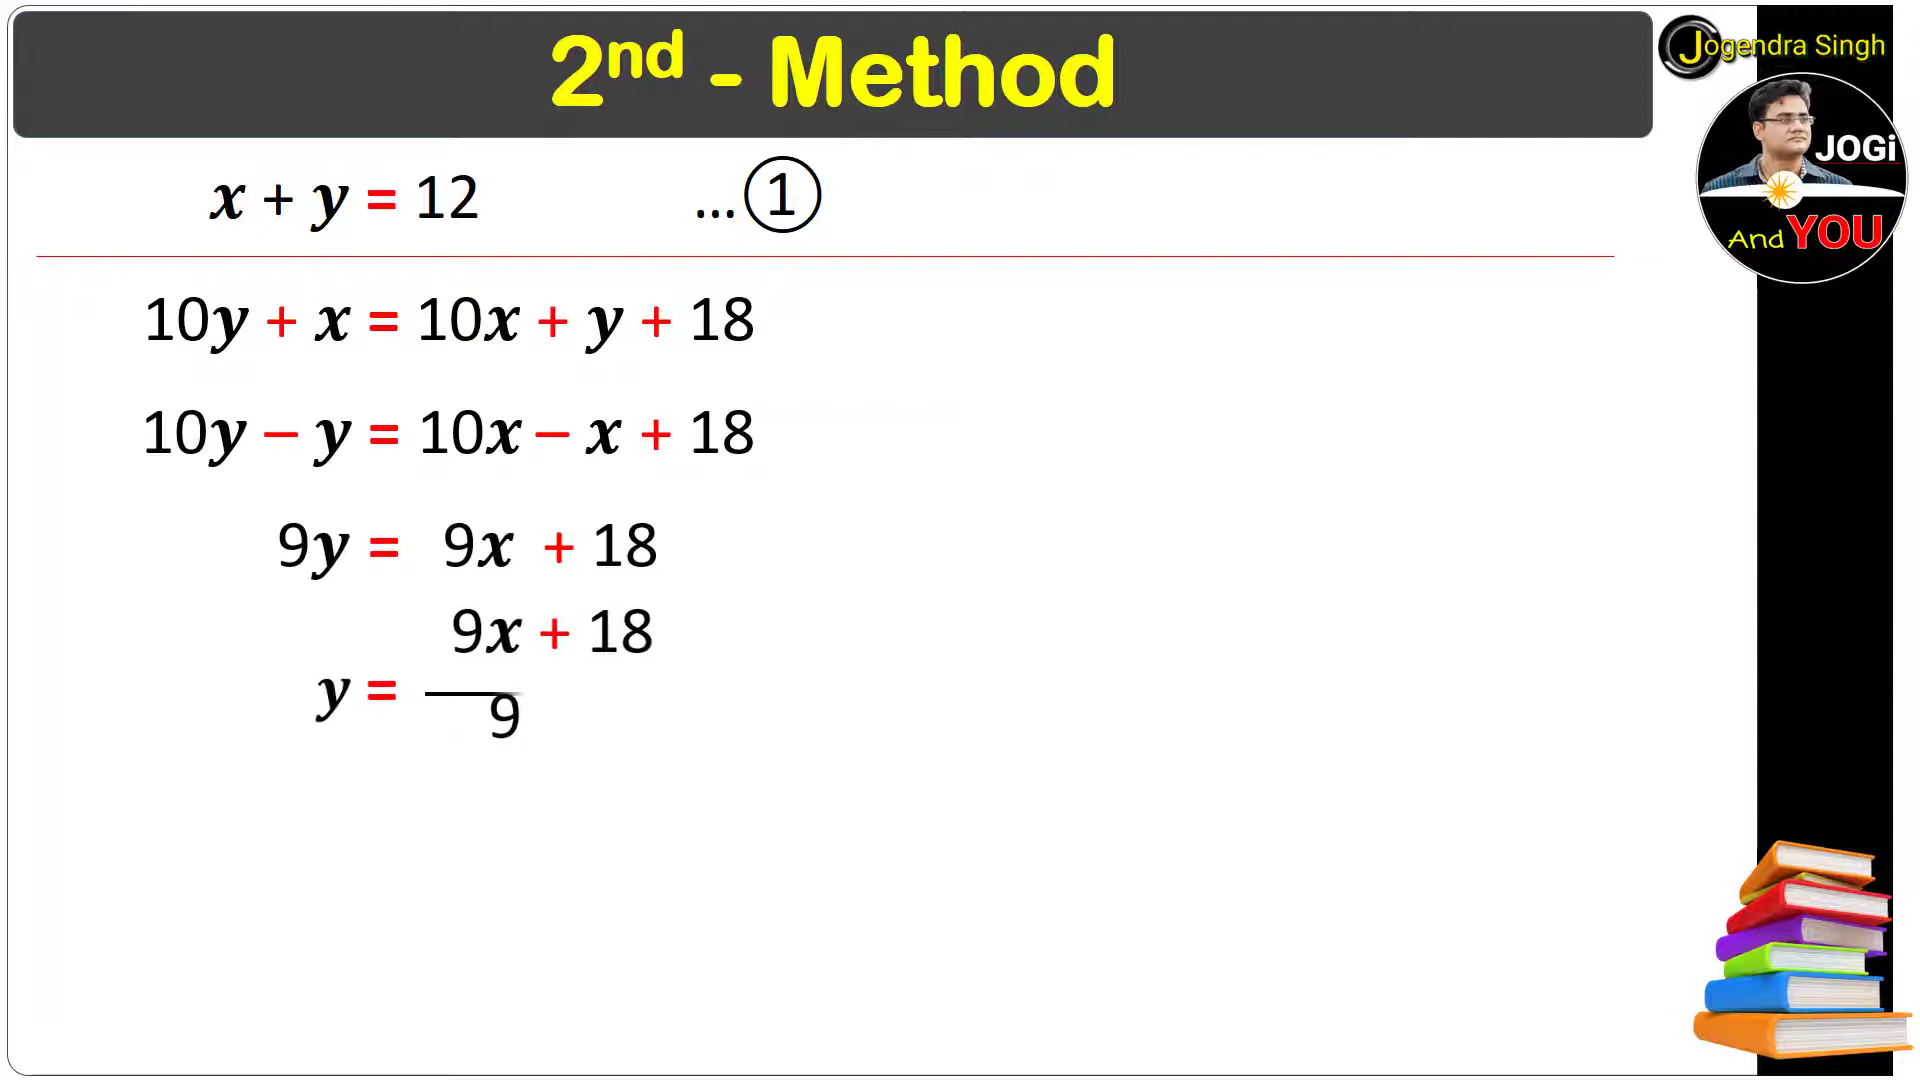 2nd - Method
Jogendra Singh
JOGi
And YOU
x + y = 12 ...①
10y + x = 10x + y + 18
10y − y = 10x − x + 18
9y = 9x + 18
9x + 18
y =
9